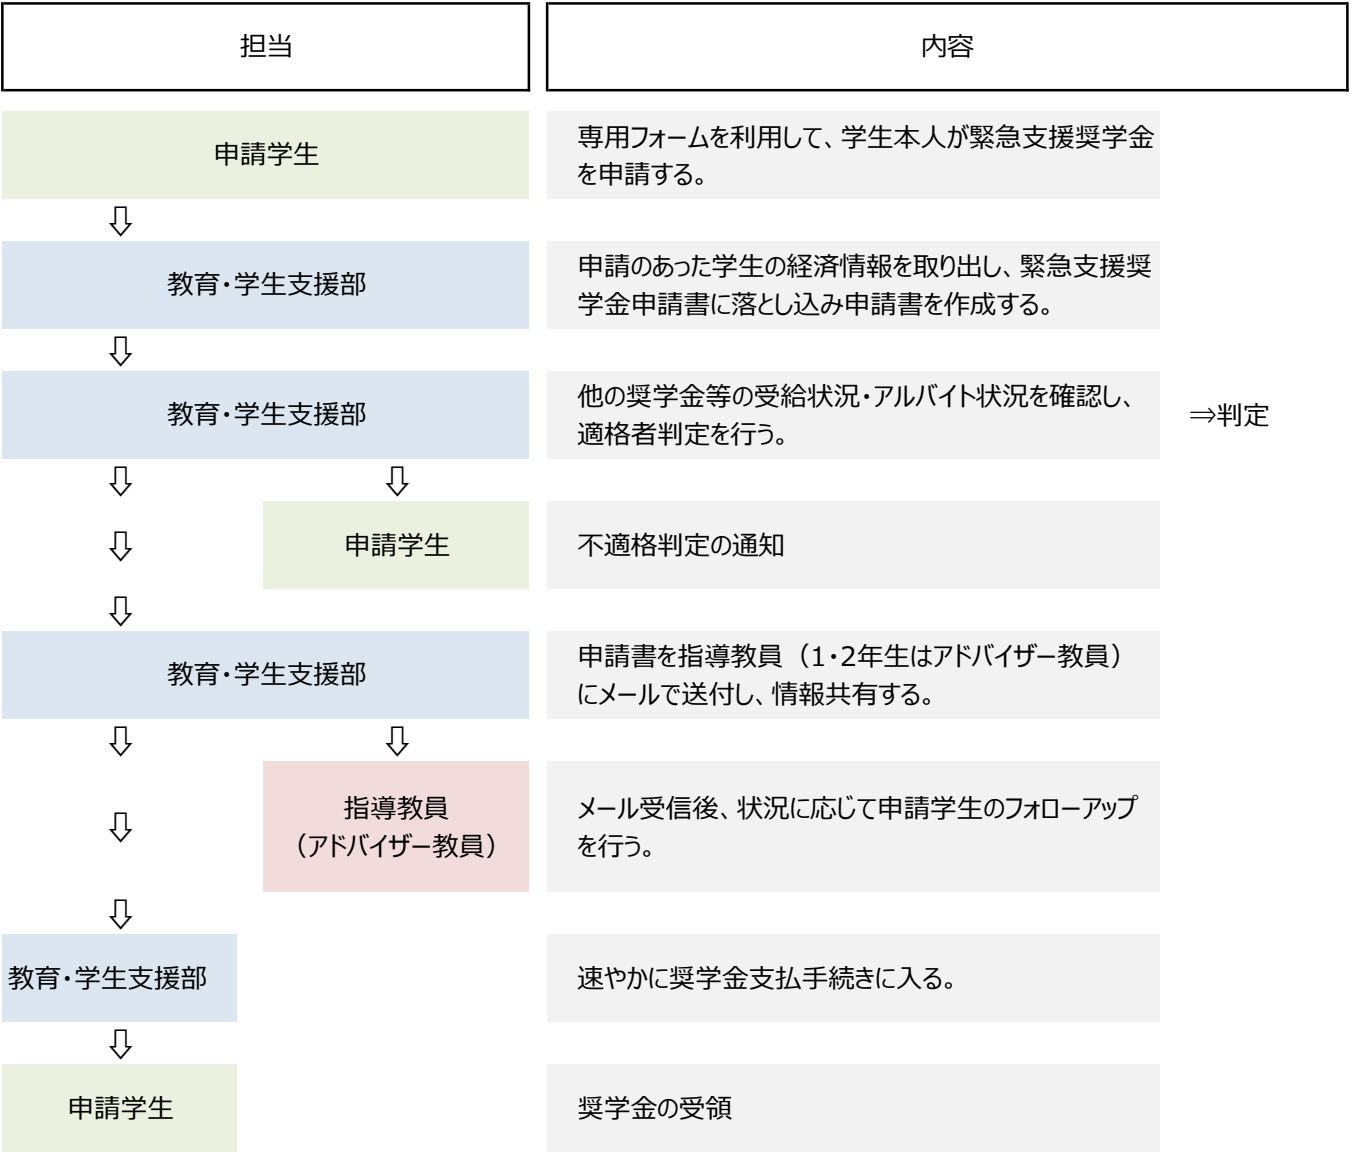 担当
内容
申請学生
専用フォームを利用して、学生本人が緊急支援奨学金
を申請する。
⇩
教育・学生支援部
申請のあった学生の経済情報を取り出し、緊急支援奨
学金申請書に落とし込み申請書を作成する。
⇩
教育・学生支援部
他の奨学金等の受給状況・アルバイト状況を確認し、
適格者判定を行う。
⇒判定
⇩ ⇩
⇩
申請学生
不適格判定の通知
⇩
教育・学生支援部
申請書を指導教員（1・2年生はアドバイザー教員）
にメールで送付し、情報共有する。
⇩ ⇩
⇩
指導教員
（アドバイザー教員）
メール受信後、状況に応じて申請学生のフォローアップ
を行う。
⇩
教育・学生支援部
速やかに奨学金支払手続きに入る。
⇩
申請学生
奨学金の受領